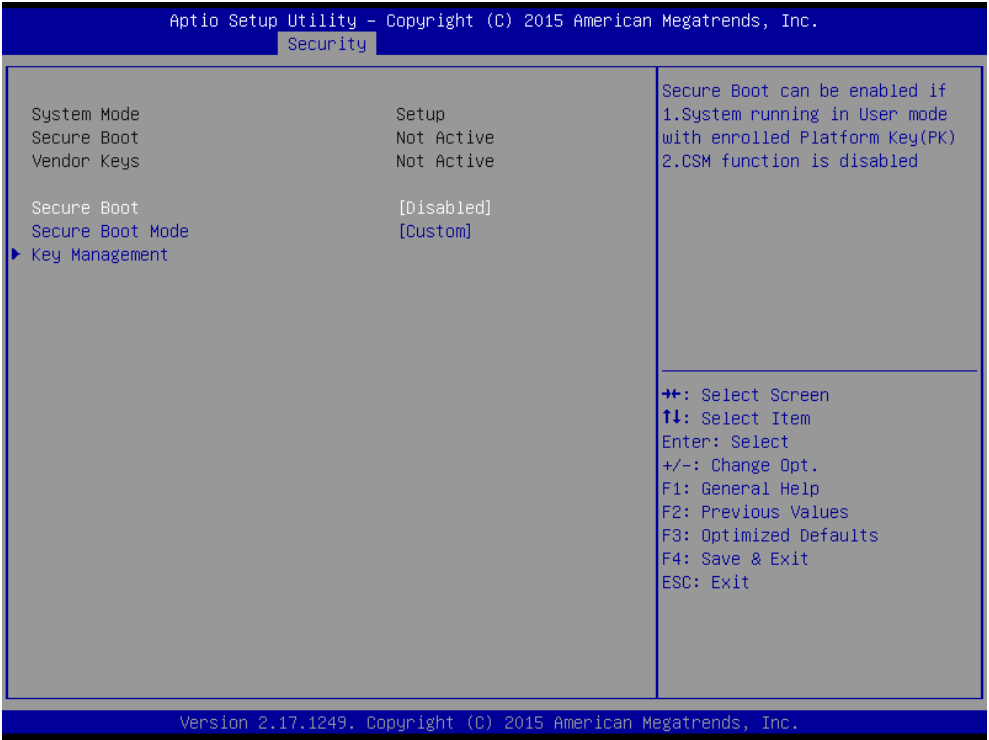 Aptio Setup Utility – Copyright (C) 2015 American Megatrends, Inc.
Security
System Mode Setup
Secure Boot Not Active
Vendor Keys Not Active
Secure Boot [Disabled]
Secure Boot Mode [Custom]
Key Management
Secure Boot can be enabled if
1.System running in User mode
with enrolled Platform Key(PK)
2.CSM function is disabled
→←: Select Screen
↑↓: Select Item
Enter: Select
+/-: Change Opt.
F1: General Help
F2: Previous Values
F3: Optimized Defaults
F4: Save & Exit
ESC: Exit
Version 2.17.1249. Copyright (C) 2015 American Megatrends, Inc.